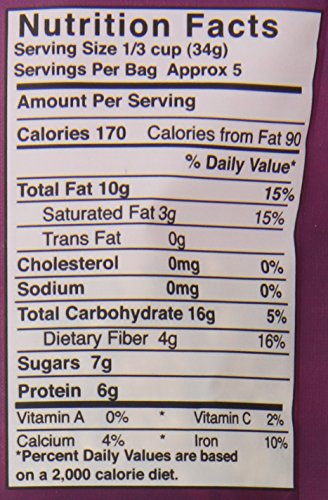 Nutrition Facts
Serving Size 1/3 cup (34g)
Servings Per Bag Approx 5
Amount Per Serving
Calories 170 Calories from Fat 90
% Daily Value*
Total Fat 10g 15%
Saturated Fat 3g 15%
Trans Fat 0g
Cholesterol 0mg 0%
Sodium 0mg 0%
Total Carbohydrate 16g 5%
Dietary Fiber 4g 16%
Sugars 7g
Protein 6g
Vitamin A 0% * Vitamin C 2%
Calcium 4% * Iron 10%
*Percent Daily Values are based
on a 2,000 calorie diet.